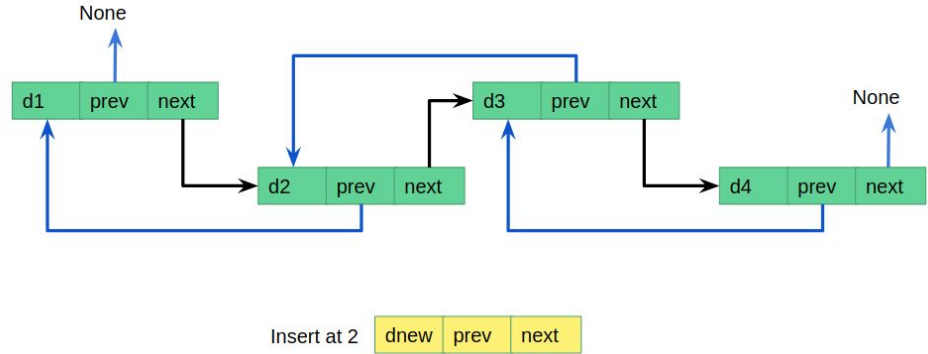 None
d1 prev next
d3 prev next
None
d2 prev next
d4 prev next
Insert at 2 dnew prev next